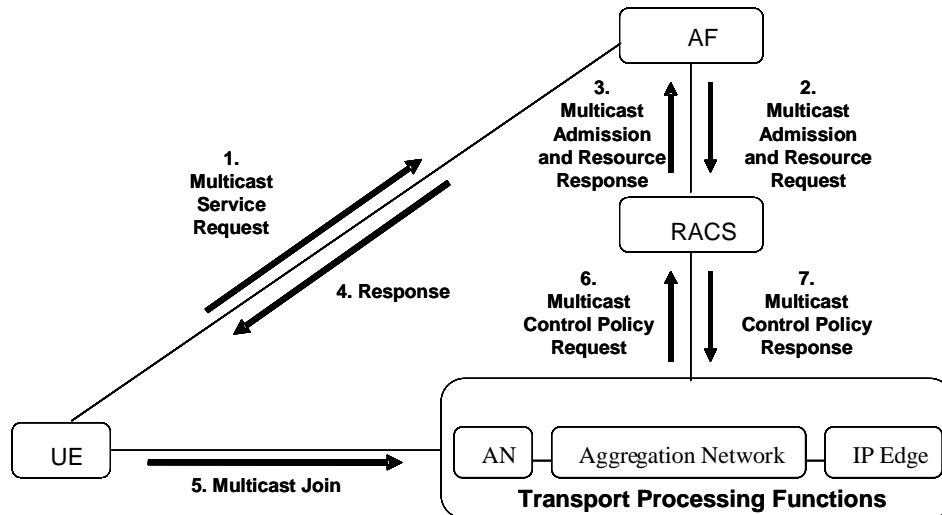 AF
3.
Multicast
Admission
and Resource
Response
2.
Multicast
Admission
and Resource
Request
1.
Multicast
Service
Request
RACS
4. Response
6.
Multicast
Control Policy
Request
7.
Multicast
Control Policy
Response
UE
AN
Aggregation Network
IP Edge
5. Multicast Join
Transport Processing Functions